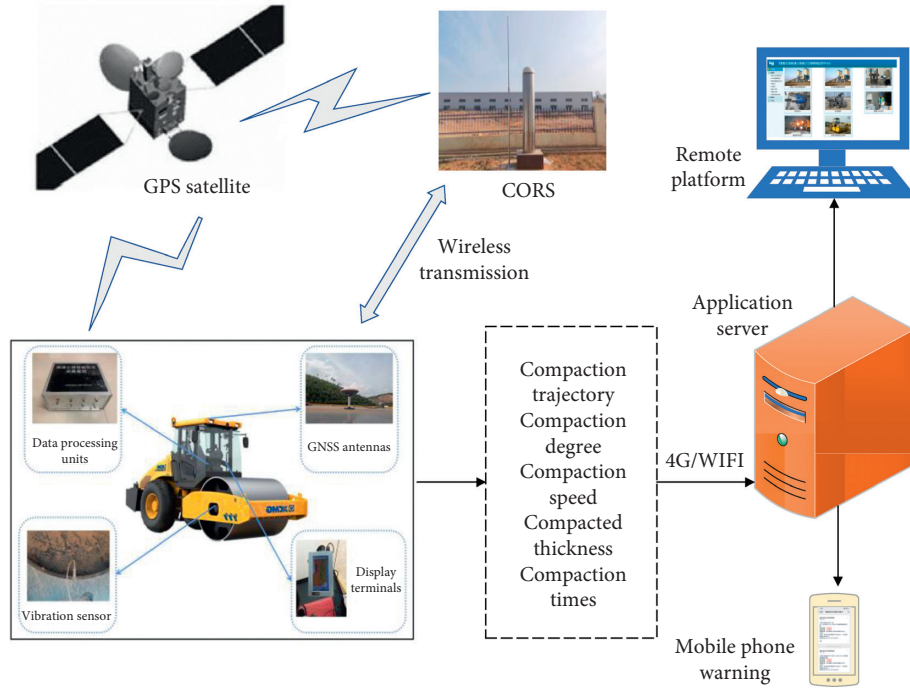 GPS satellite
CORS
Remote
platform
Wireless
transmission
Application
server
Data processing
units
GNSS antennas
Vibration sensor
Display
terminals
XCMG
Compaction
trajectory
Compaction
degree
Compaction
speed
Compacted
thickness
Compaction
times
4G/WIFI
Mobile phone
warning